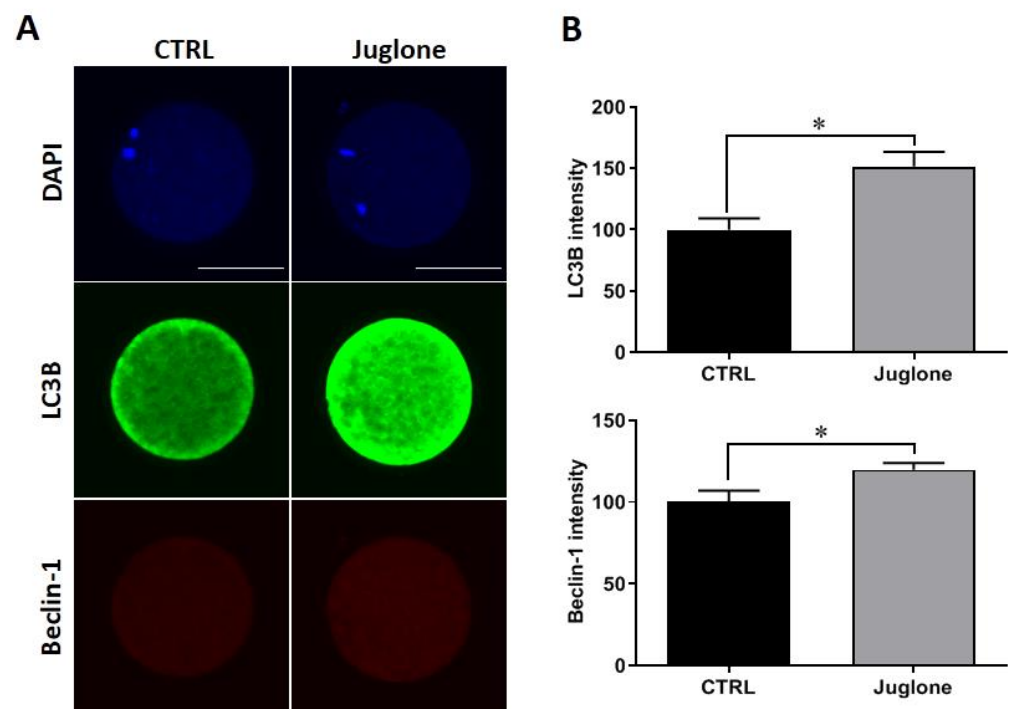 A
CTRL
Juglone
DAPI
LC3B
Beclin-1
B
LC3B intensity
200
150
100
50
0
*
CTRL
Juglone
Beclin-1 intensity
150
100
50
0
*
CTRL
Juglone